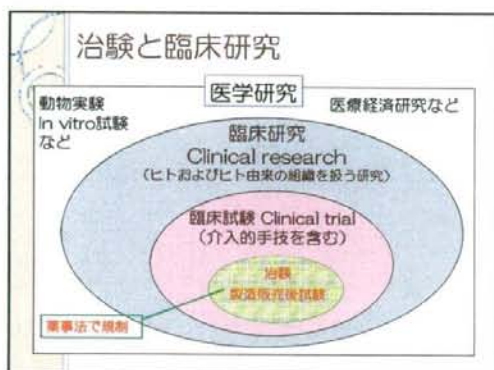 治験と臨床研究
医学研究
動物実験
In vitro試験
など
医療経済研究など
臨床研究
Clinical research
(ヒトおよびヒト由来の組織を扱う研究)
臨床試験 Clinical trial
(介入的手技を含む)
治験
製造販売後試験
薬事法で規制